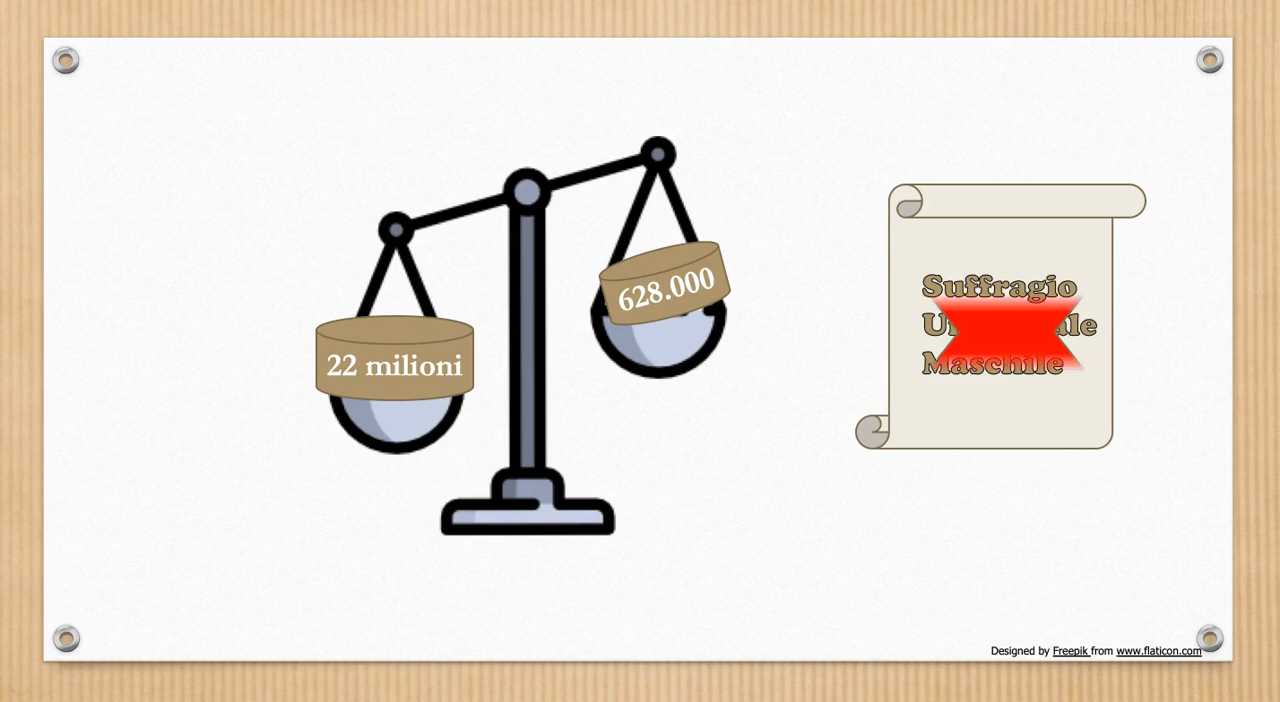 22 milioni
628.000
Suffragio
Maschile
Designed by Freepik from www.flaticon.com